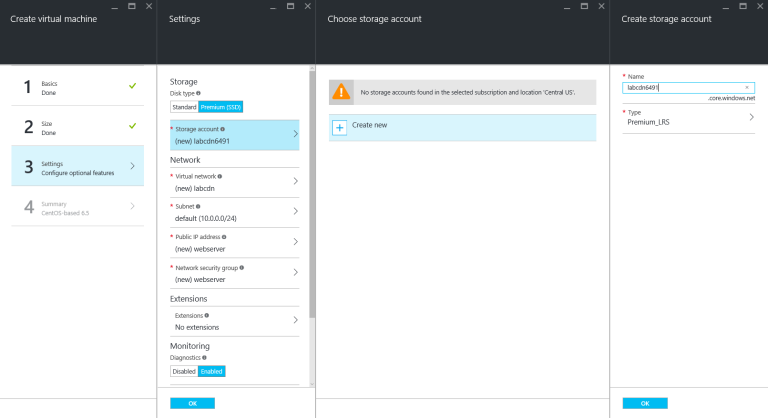 Create virtual machine
1
Basics
Done
2
Size
Done
3
Settings
Configure optional features
4
Summary
CentOS-based 6.5
Settings
Storage
Disk type
Standard Premium (SSD)
* Storage account
(new) labcdn6491
Network
* Virtual network
(new) labcdn
* Subnet
default (10.0.0.0/24)
* Public IP address
(new) webserver
* Network security group
(new) webserver
Extensions
Extensions
No extensions
Monitoring
Diagnostics
Disabled Enabled
OK
Choose storage account
No storage accounts found in the selected subscription and location 'Central US'.
Create new
Create storage account
* Name
labcdn6491
.core.windows.net
* Type
Premium_LRS
OK